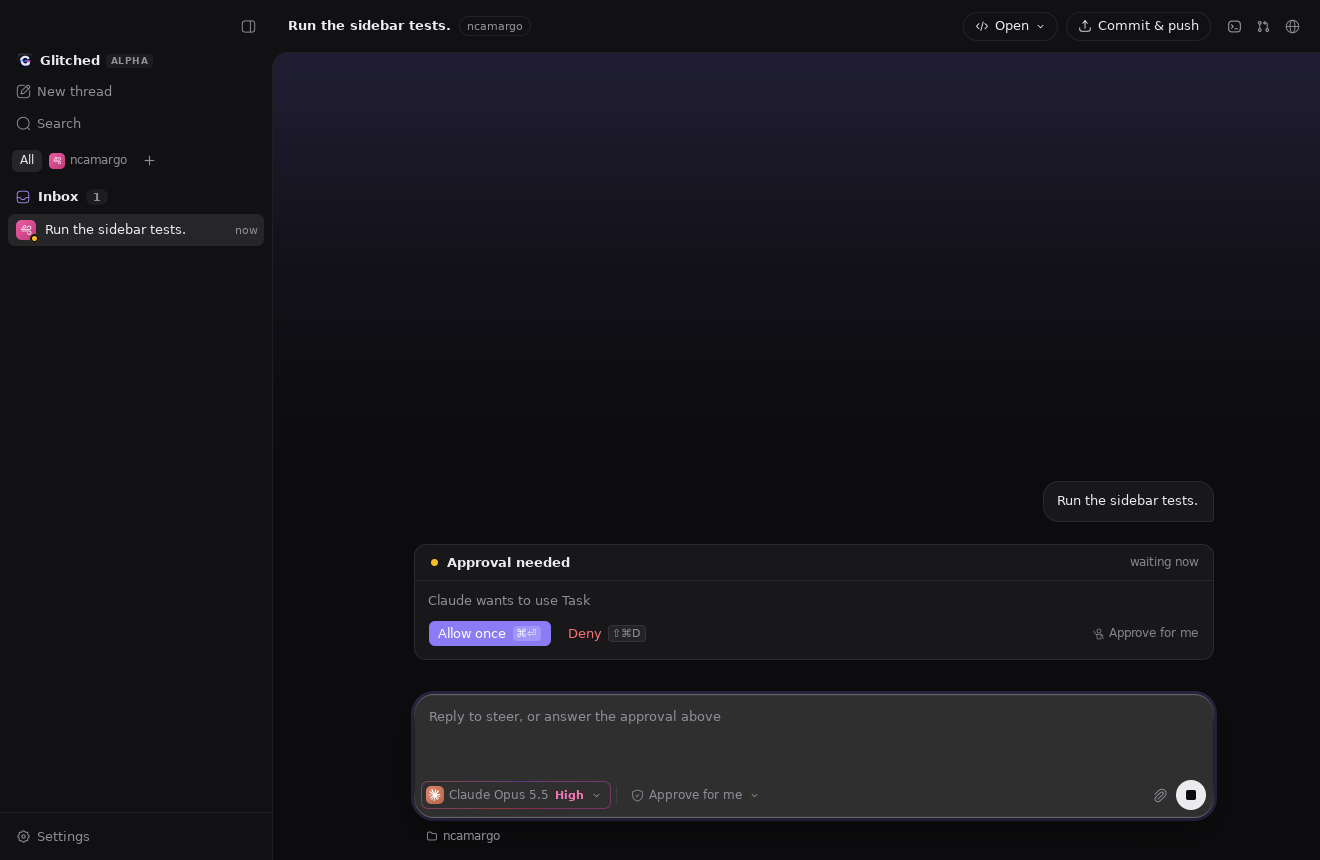 Run the sidebar tests. ncamargo Open Commit & push
Glitched ALPHA
New thread
Search
All ncamargo
Inbox 1
Run the sidebar tests. now
Run the sidebar tests.
Approval needed waiting now
Claude wants to use Task
Allow once ⌘⏎ Deny ⇧⌘D Approve for me
Reply to steer, or answer the approval above
Claude Opus 5.5 High Approve for me
Settings
ncamargo